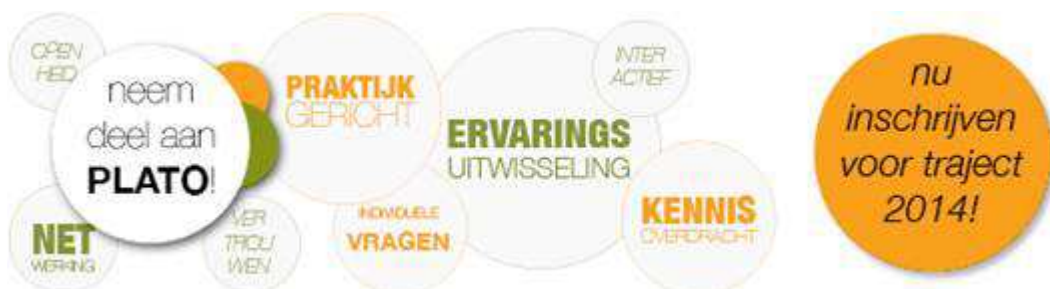 OPEN
HEID
neem
deel aan
PLATO!
NET
WERKING
VER
TROU
WEN
PRAKTIJK
GERICHT
INDIVIDUELE
VRAGEN
ERVARINGS
UITWISSELING
INTER
ACTIEF
KENNIS
OVERDRACHT
nu
inschrijven
voor traject
2014!